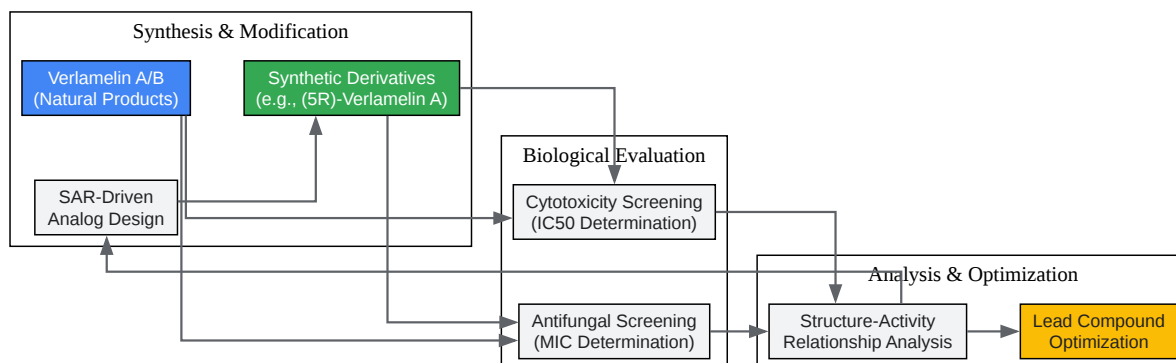 Synthesis & Modification
Verlamelin A/B
(Natural Products)
Synthetic Derivatives
(e.g., (5R)-Verlamelin A)
SAR-Driven
Analog Design
Biological Evaluation
Cytotoxicity Screening
(IC50 Determination)
Antifungal Screening
(MIC Determination)
Analysis & Optimization
Structure-Activity
Relationship Analysis
Lead Compound
Optimization